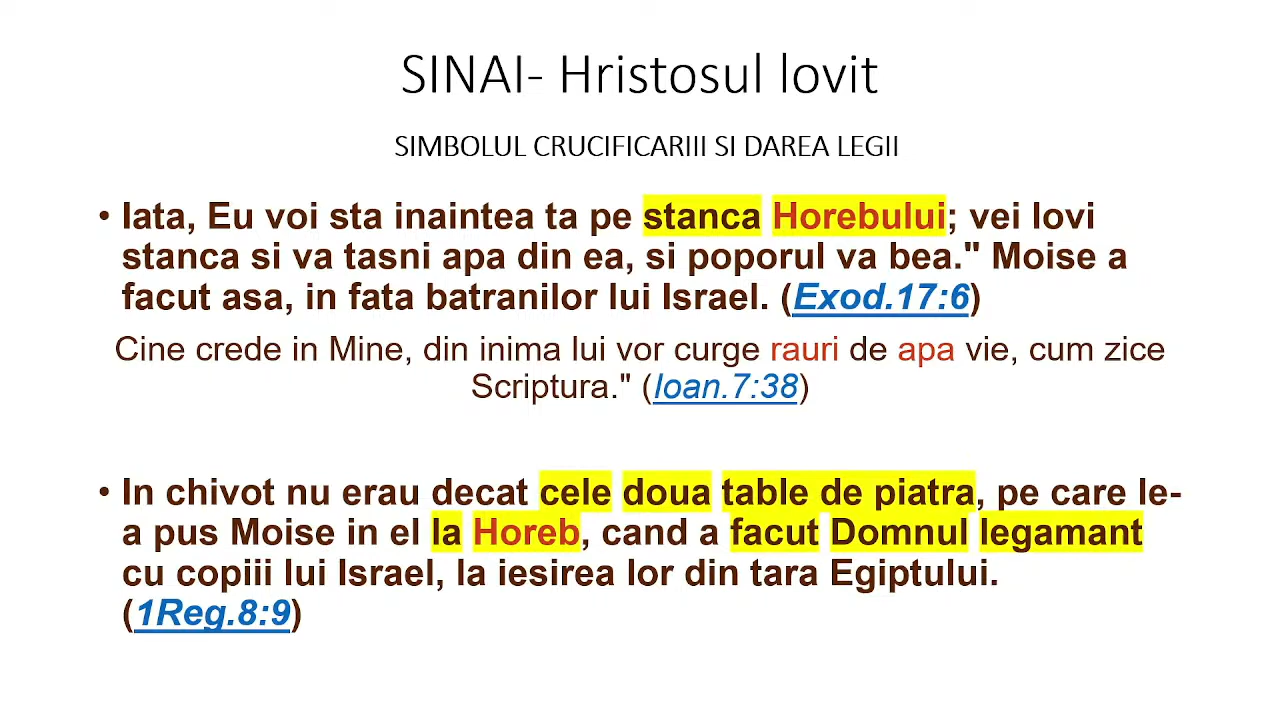 SINAI- Hristosul lovit
SIMBOLUL CRUCIFICARIII SI DAREA LEGII
• Iata, Eu voi sta inaintea ta pe stanca Horebului; vei lovi
stanca si va tasni apa din ea, si poporul va bea." Moise a
facut asa, in fata batranilor lui Israel. (Exod.17:6)
Cine crede in Mine, din inima lui vor curge rauri de apa vie, cum zice
Scriptura." (Ioan.7:38)
• In chivot nu erau decat cele doua table de piatra, pe care le-
a pus Moise in el la Horeb, cand a facut Domnul legamant
cu copiii lui Israel, la iesirea lor din tara Egiptului.
(1Reg.8:9)